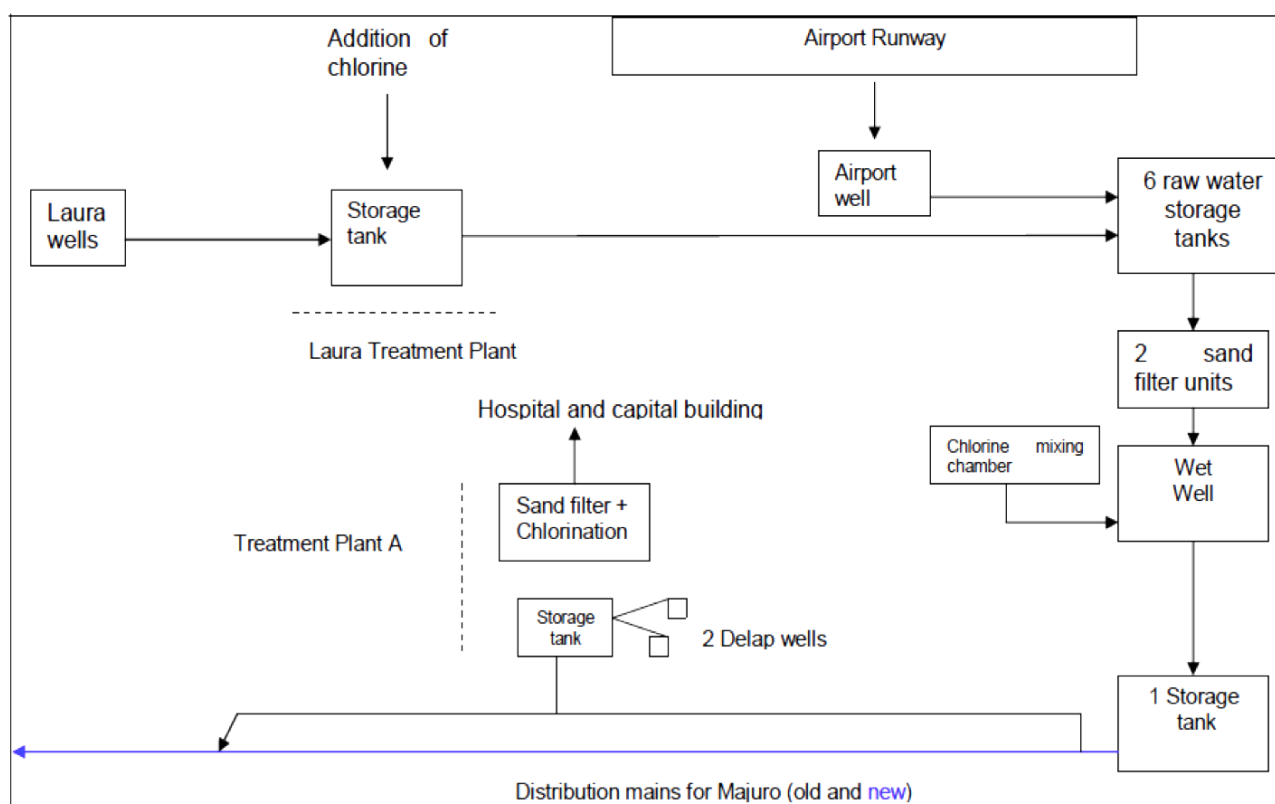 Addition of
chlorine
Airport Runway
Laura
wells
Storage
tank
Airport
well
6 raw water
storage
tanks
Laura Treatment Plant
2 sand
filter units
Hospital and capital building
Chlorine mixing
chamber
Wet
Well
Sand filter +
Chlorination
Treatment Plant A
Storage
tank
2 Delap wells
1 Storage
tank
Distribution mains for Majuro (old and new)